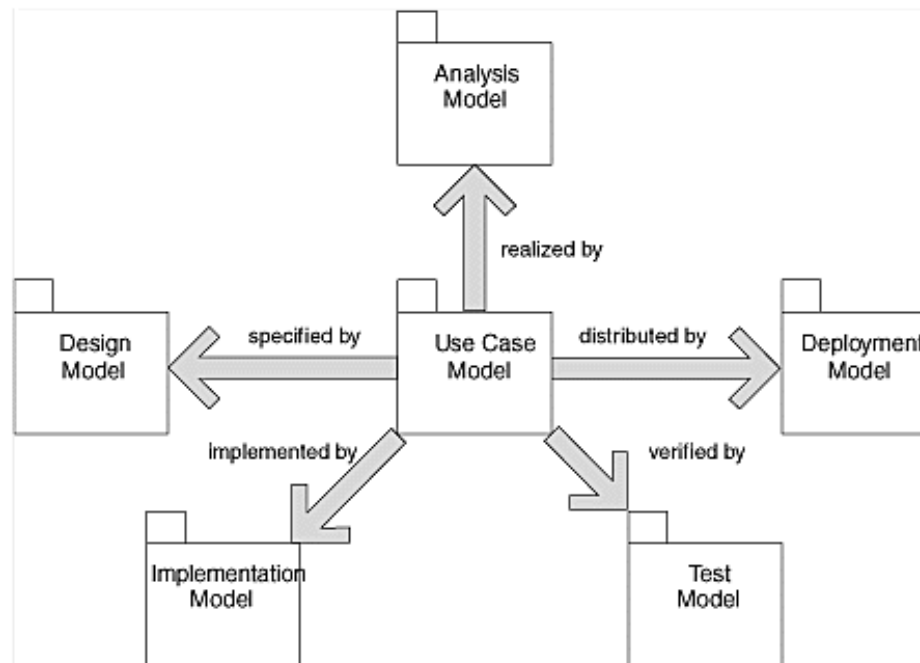 Analysis
Model
realized by
Design
Model
specified by
Use Case
Model
distributed by
Deployment
Model
implemented by
verified by
Implementation
Model
Test
Model